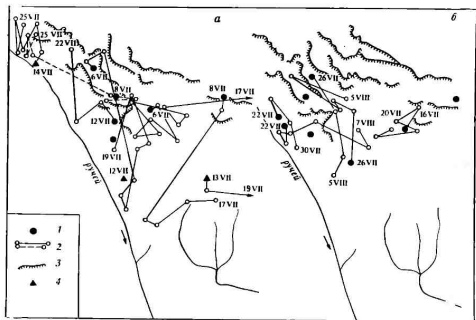 а
б
25 VII
25 VII
22 VII
14 VII
6 VII
8 VII
12 VII
6 VII
19 VII
12 VII
8 VII
17 VII
13 VII
19 VII
17 VII
ручей
26 VII
5 VIII
22 VII
22 VII
7 VIII
20 VII
16 VII
30 VII
26 VII
5 VIII
ручей
1
2
3
4